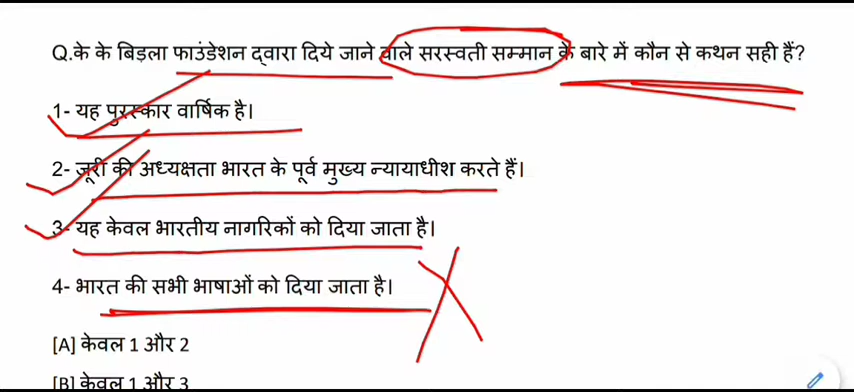 Q.के के बिड़ला फाउंडेशन द्वारा दिये जाने वाले सरस्वती सम्मान के बारे में कौन से कथन सही हैं?
1- यह पुरस्कार वार्षिक है।
2- जूरी की अध्यक्षता भारत के पूर्व मुख्य न्यायाधीश करते हैं।
3- यह केवल भारतीय नागरिकों को दिया जाता है।
4- भारत की सभी भाषाओं को दिया जाता है।
[A] केवल 1 और 2
[B] केवल 1 और 3